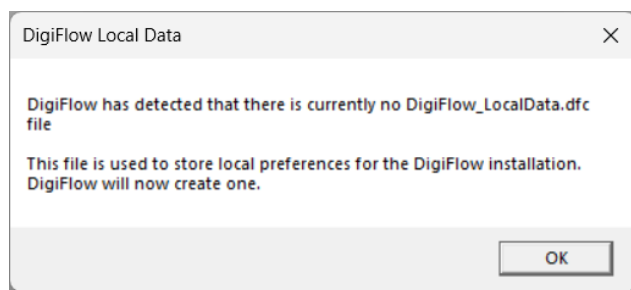 DigiFlow Local Data
DigiFlow has detected that there is currently no DigiFlow_LocalData.dfc
file
This file is used to store local preferences for the DigiFlow installation.
DigiFlow will now create one.
OK